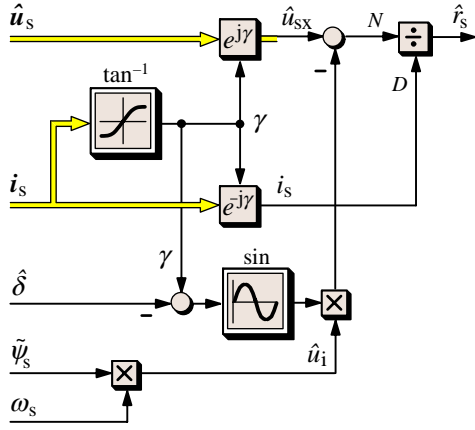 û_s e^{jγ} û_sx N ÷ r̂_s
−
D
tan⁻¹
γ
i_s e^{-jγ} i_s
γ
sin
δ̂
−
×
ψ̃_s × û_i
ω_s